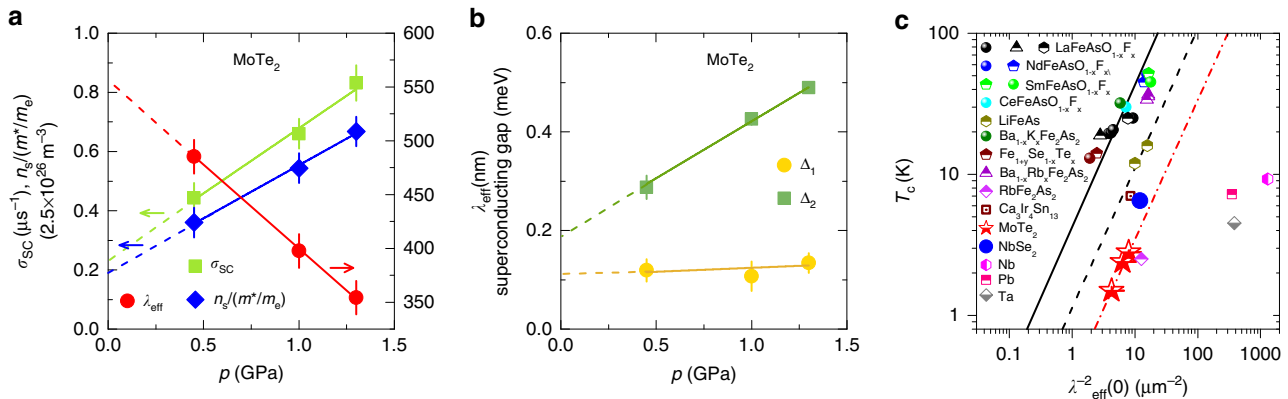 a
MoTe2
σSC (μs−1), ns/(m*/me)
(2.5×10^26 m−3)
1.0
0.8
0.6
0.4
0.2
0.0
600
550
500
450
400
350
λeff(nm)
σSC
λeff
ns/(m*/me)
0.0
0.5
1.0
1.5
p (GPa)
b
MoTe2
superconducting gap (meV)
0.6
0.4
0.2
0.0
Δ1
Δ2
0.0
0.5
1.0
1.5
p (GPa)
c
Tc (K)
100
10
1
LaFeAsO1-xFx
NdFeAsO1-xFx\
SmFeAsO1-xFx
CeFeAsO1-xFx
LiFeAs
Ba1-xKxFe2As2
Fe1+ySe1-xTex
Ba1-xRbxFe2As2
RbFe2As2
Ca3Ir4Sn13
MoTe2
NbSe2
Nb
Pb
Ta
0.1
1
10
100
1000
λ−2eff(0) (μm−2)